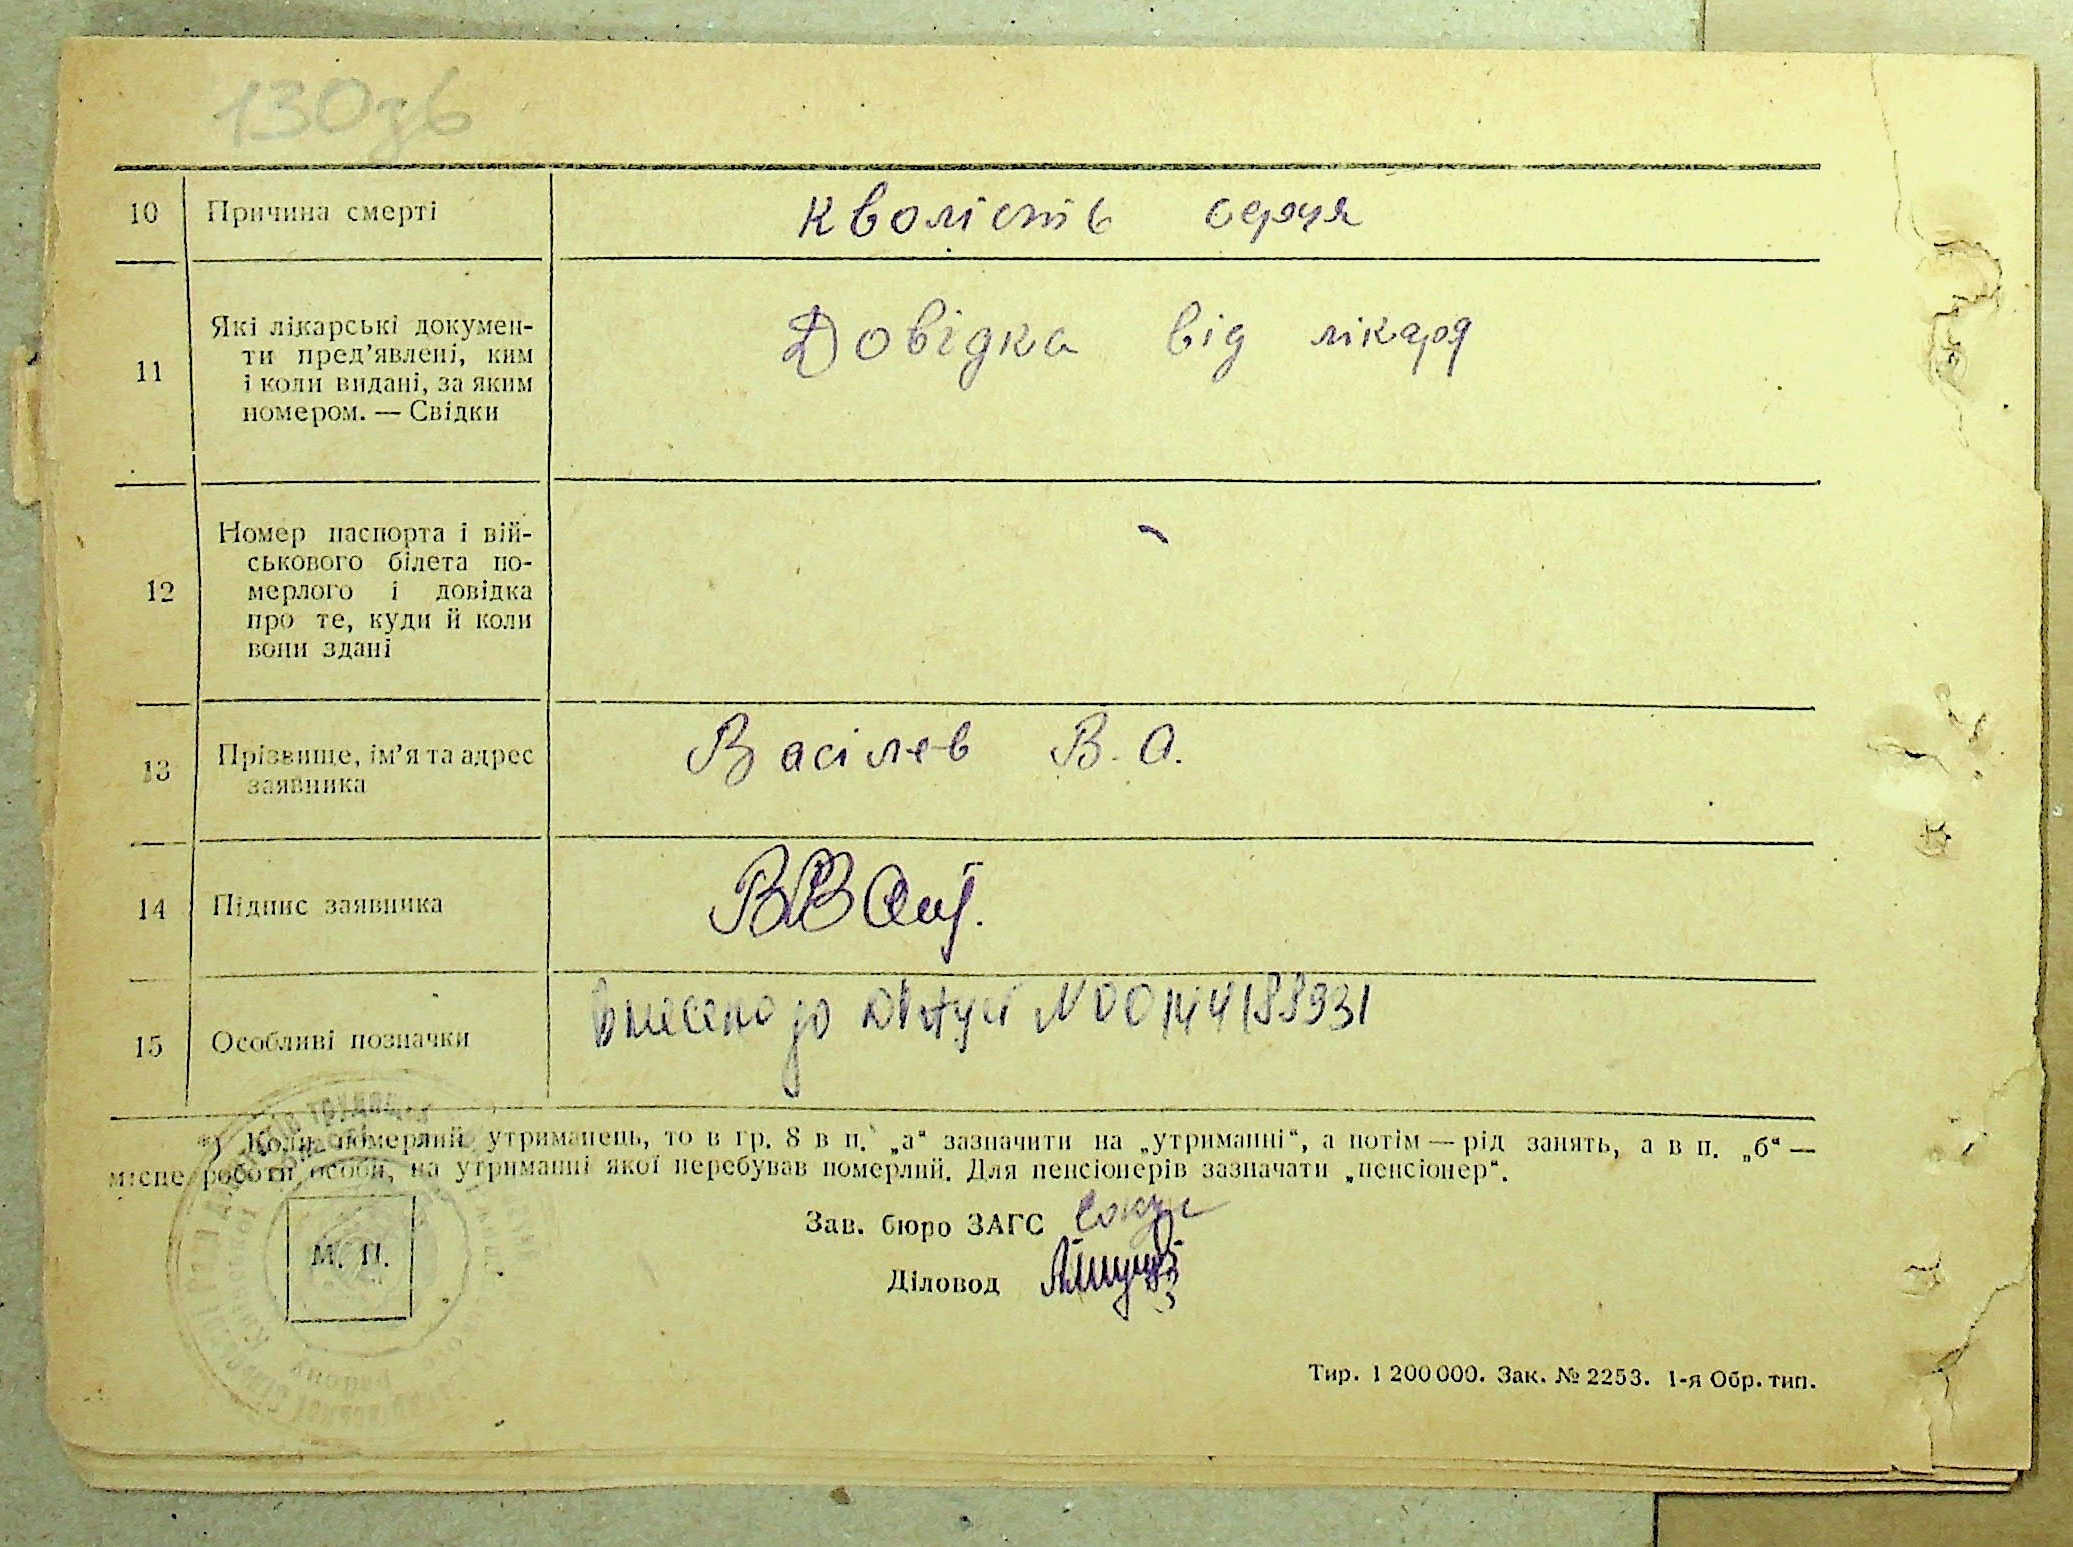 130зв
10 Причина смерті Кволість серця
11 Які лікарські докумен-
ти пред’явлені, ким
і коли видані, за яким
номером. — Свідки
Довідка від лікаря
12 Номер паспорта і вій-
ськового білета по-
мерлого і довідка
про те, куди й коли
вони здані
13 Прізвище, ім’я та адрес
заявника
Васілев В. О.
14 Підпис заявника
15 Особливі позначки
Внесено до ДРАЦСГ N00144188931
*) Коли померлий утриманець, то в гр. 8 в п. „а“ зазначити на „утриманні“, а потім — рід занять, а в п. „б“ —
місце роботи особи, на утриманні якої перебував померлий. Для пенсіонерів зазначати „пенсіонер“.
Зав. бюро ЗАГС
М. П.
Діловод
Тир. 1 200 000. Зак. № 2253. 1-я Обр. тип.